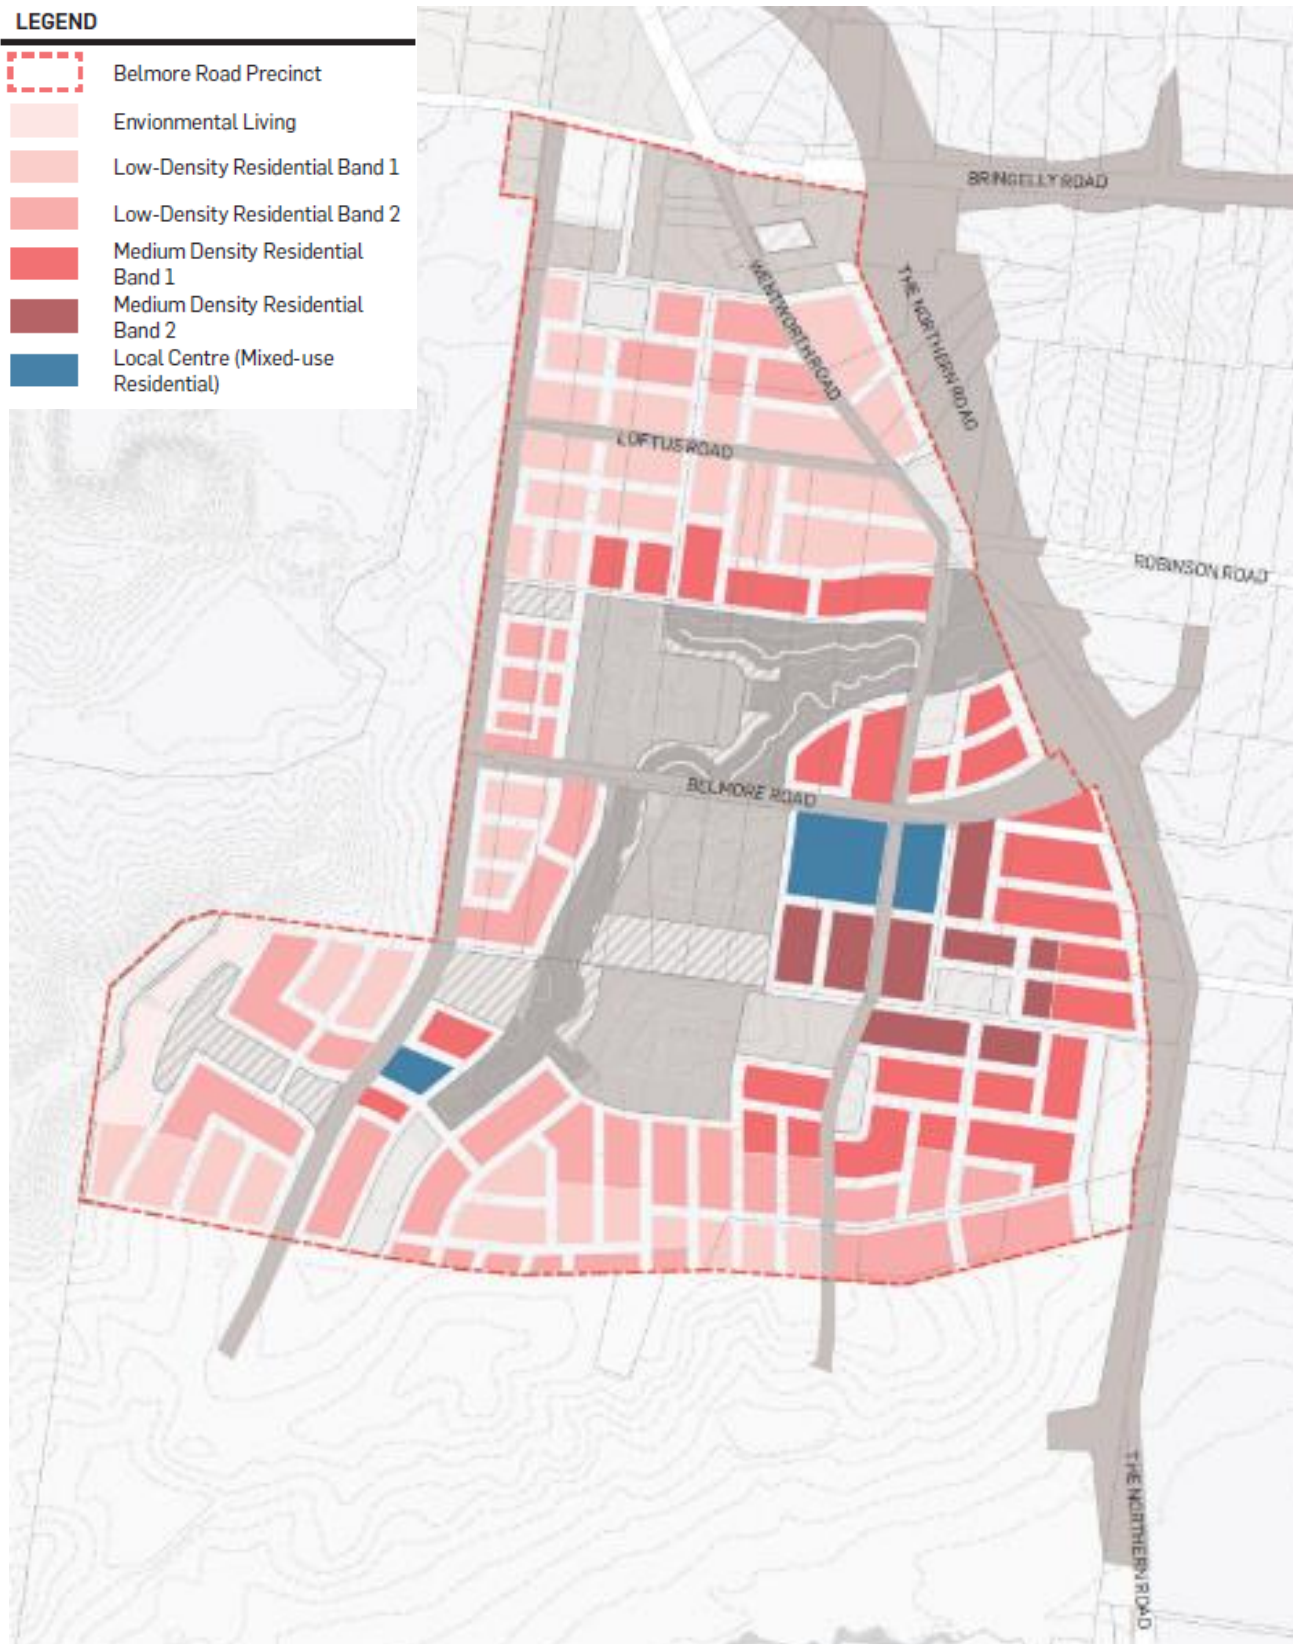 LEGEND
Belmore Road Precinct
Envionmental Living
Low-Density Residential Band 1
Low-Density Residential Band 2
Medium Density Residential
Band 1
Medium Density Residential
Band 2
Local Centre (Mixed-use
Residential)
BRINGELLY ROAD
WENTWORTH ROAD
THE NORTHERN ROAD
LOFTUS ROAD
ROBINSON ROAD
BELMORE ROAD
THE NORTHERN ROAD